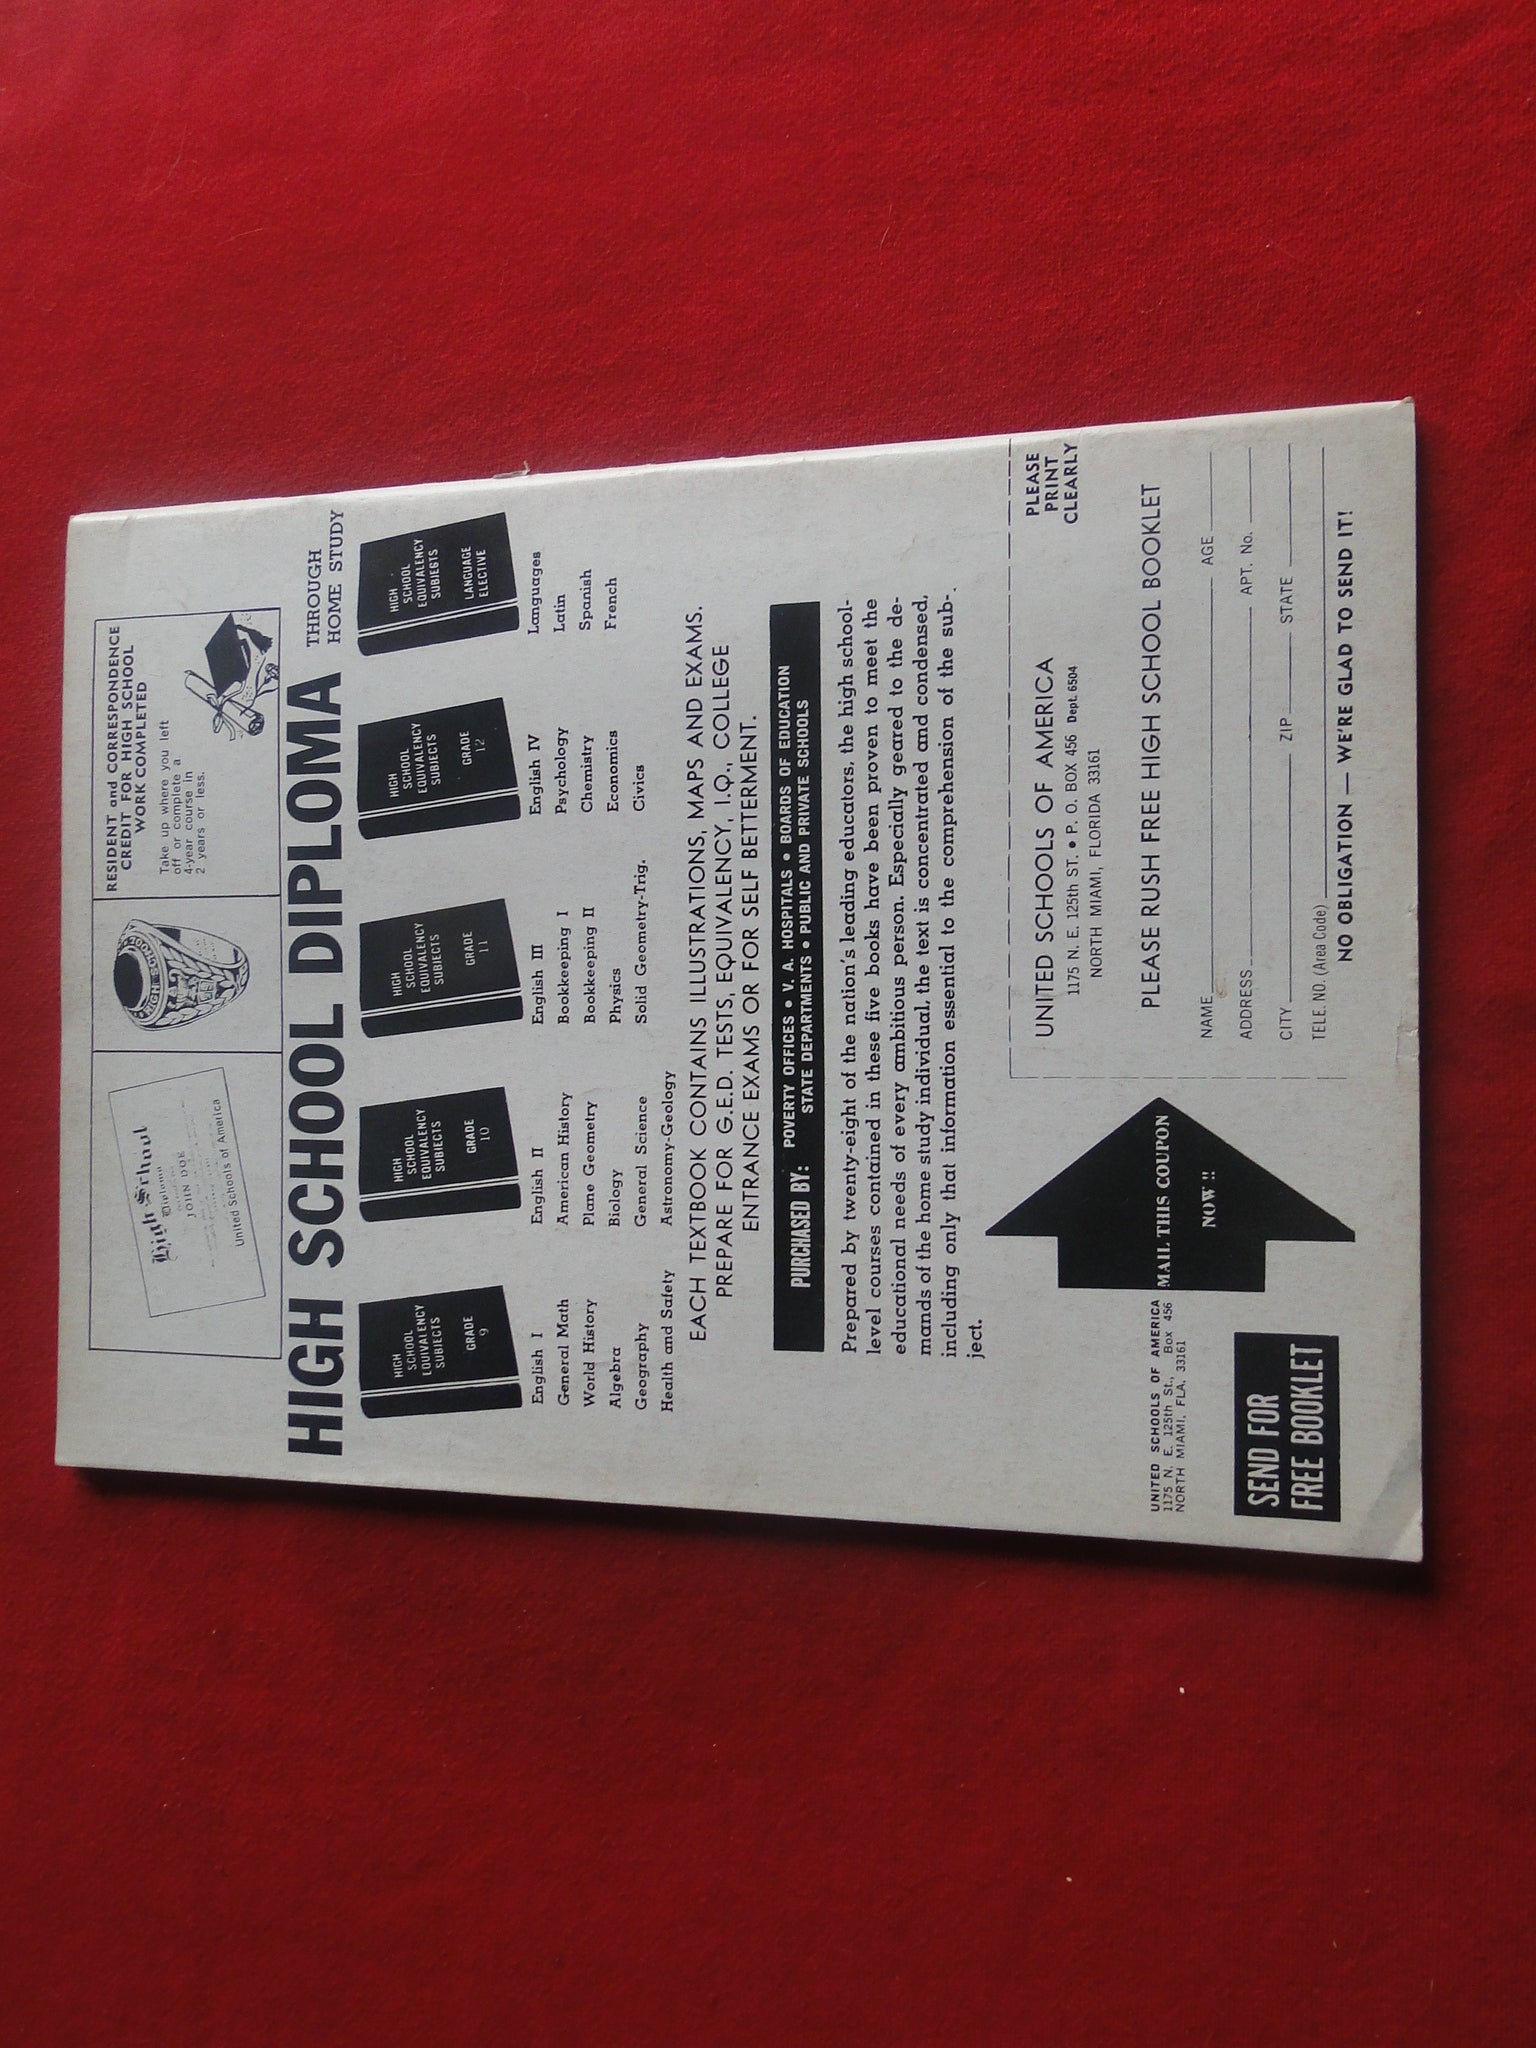 High School
Diploma
JOHN DOE
United Schools of America
HIGH SCHOOL
RESIDENT and CORRESPONDENCE
CREDIT FOR HIGH SCHOOL
WORK COMPLETED
Take up where you left
off or complete a
4-year course in
2 years or less.
HIGH SCHOOL DIPLOMA
THROUGH
HOME STUDY
HIGH
SCHOOL
EQUIVALENCY
SUBJECTS
GRADE
9
HIGH
SCHOOL
EQUIVALENCY
SUBJECTS
GRADE
10
HIGH
SCHOOL
EQUIVALENCY
SUBJECTS
GRADE
11
HIGH
SCHOOL
EQUIVALENCY
SUBJECTS
GRADE
12
HIGH
SCHOOL
EQUIVALENCY
SUBJECTS
LANGUAGE
ELECTIVE
English I
General Math
World History
Algebra
Geography
Health and Safety
English II
American History
Plane Geometry
Biology
General Science
Astronomy-Geology
English III
Bookkeeping I
Bookkeeping II
Physics
Solid Geometry-Trig.
English IV
Psychology
Chemistry
Economics
Civics
Languages
Latin
Spanish
French
EACH TEXTBOOK CONTAINS ILLUSTRATIONS, MAPS AND EXAMS.
PREPARE FOR G.E.D. TESTS, EQUIVALENCY, I.Q., COLLEGE
ENTRANCE EXAMS OR FOR SELF BETTERMENT.
PURCHASED BY: POVERTY OFFICES • V. A. HOSPITALS • BOARDS OF EDUCATION
STATE DEPARTMENTS • PUBLIC AND PRIVATE SCHOOLS
Prepared by twenty-eight of the nation's leading educators, the high school-
level courses contained in these five books have been proven to meet the
educational needs of every ambitious person. Especially geared to the de-
mands of the home study individual, the text is concentrated and condensed,
including only that information essential to the comprehension of the sub-
ject.
UNITED SCHOOLS OF AMERICA
1175 N. E. 125th St., Box 456
NORTH MIAMI, FLA. 33161
SEND FOR
FREE BOOKLET
MAIL THIS COUPON
NOW !!
UNITED SCHOOLS OF AMERICA
1175 N. E. 125th ST. • P. O. BOX 456 Dept. 6504
NORTH MIAMI, FLORIDA 33161
PLEASE
PRINT
CLEARLY
PLEASE RUSH FREE HIGH SCHOOL BOOKLET
NAME AGE
ADDRESS APT. No.
CITY ZIP STATE
TELE. NO. (Area Code)
NO OBLIGATION — WE'RE GLAD TO SEND IT!